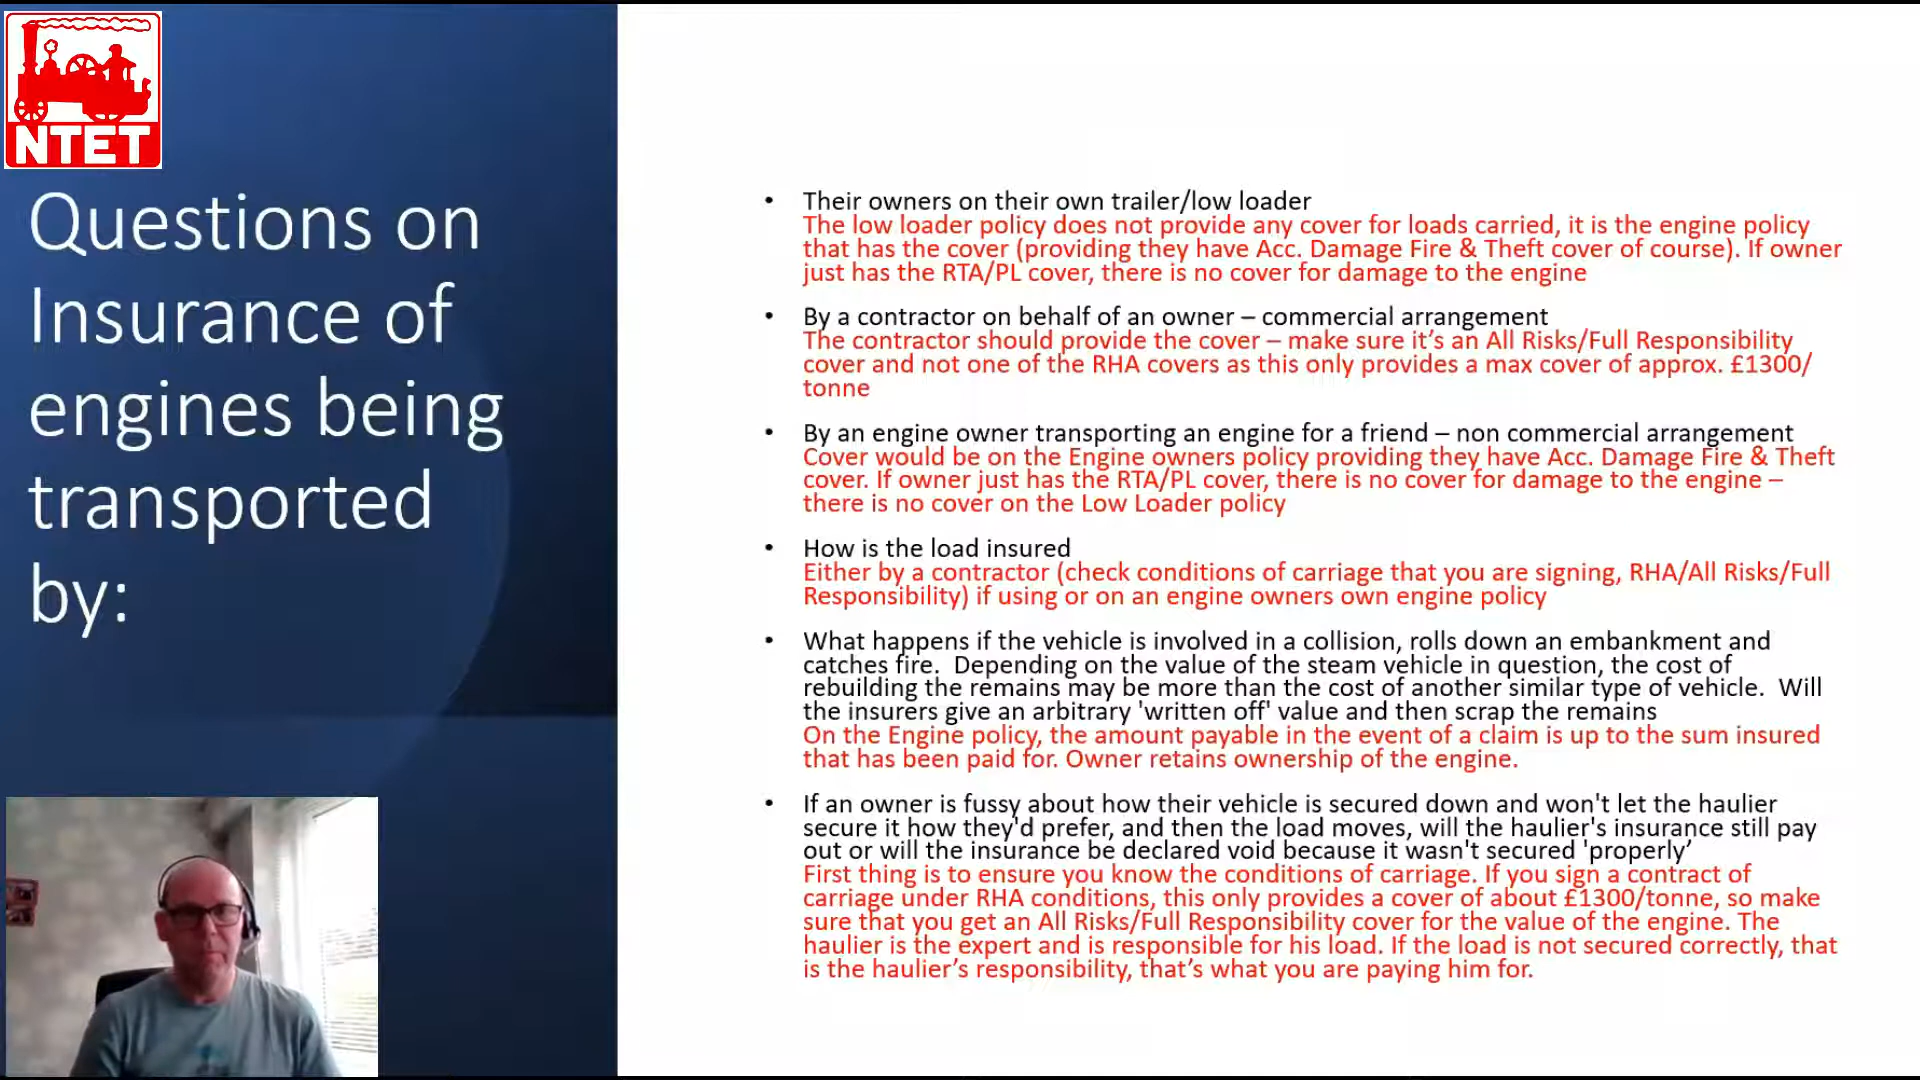 NTET
Questions on
Insurance of
engines being
transported
by:
• Their owners on their own trailer/low loader
The low loader policy does not provide any cover for loads carried, it is the engine policy
that has the cover (providing they have Acc. Damage Fire & Theft cover of course). If owner
just has the RTA/PL cover, there is no cover for damage to the engine
• By a contractor on behalf of an owner – commercial arrangement
The contractor should provide the cover – make sure it’s an All Risks/Full Responsibility
cover and not one of the RHA covers as this only provides a max cover of approx. £1300/
tonne
• By an engine owner transporting an engine for a friend – non commercial arrangement
Cover would be on the Engine owners policy providing they have Acc. Damage Fire & Theft
cover. If owner just has the RTA/PL cover, there is no cover for damage to the engine –
there is no cover on the Low Loader policy
• How is the load insured
Either by a contractor (check conditions of carriage that you are signing, RHA/All Risks/Full
Responsibility) if using or on an engine owners own engine policy
• What happens if the vehicle is involved in a collision, rolls down an embankment and
catches fire.  Depending on the value of the steam vehicle in question, the cost of
rebuilding the remains may be more than the cost of another similar type of vehicle.  Will
the insurers give an arbitrary 'written off' value and then scrap the remains
On the Engine policy, the amount payable in the event of a claim is up to the sum insured
that has been paid for. Owner retains ownership of the engine.
• If an owner is fussy about how their vehicle is secured down and won't let the haulier
secure it how they'd prefer, and then the load moves, will the haulier's insurance still pay
out or will the insurance be declared void because it wasn't secured 'properly’
First thing is to ensure you know the conditions of carriage. If you sign a contract of
carriage under RHA conditions, this only provides a cover of about £1300/tonne, so make
sure that you get an All Risks/Full Responsibility cover for the value of the engine. The
haulier is the expert and is responsible for his load. If the load is not secured correctly, that
is the haulier’s responsibility, that’s what you are paying him for.